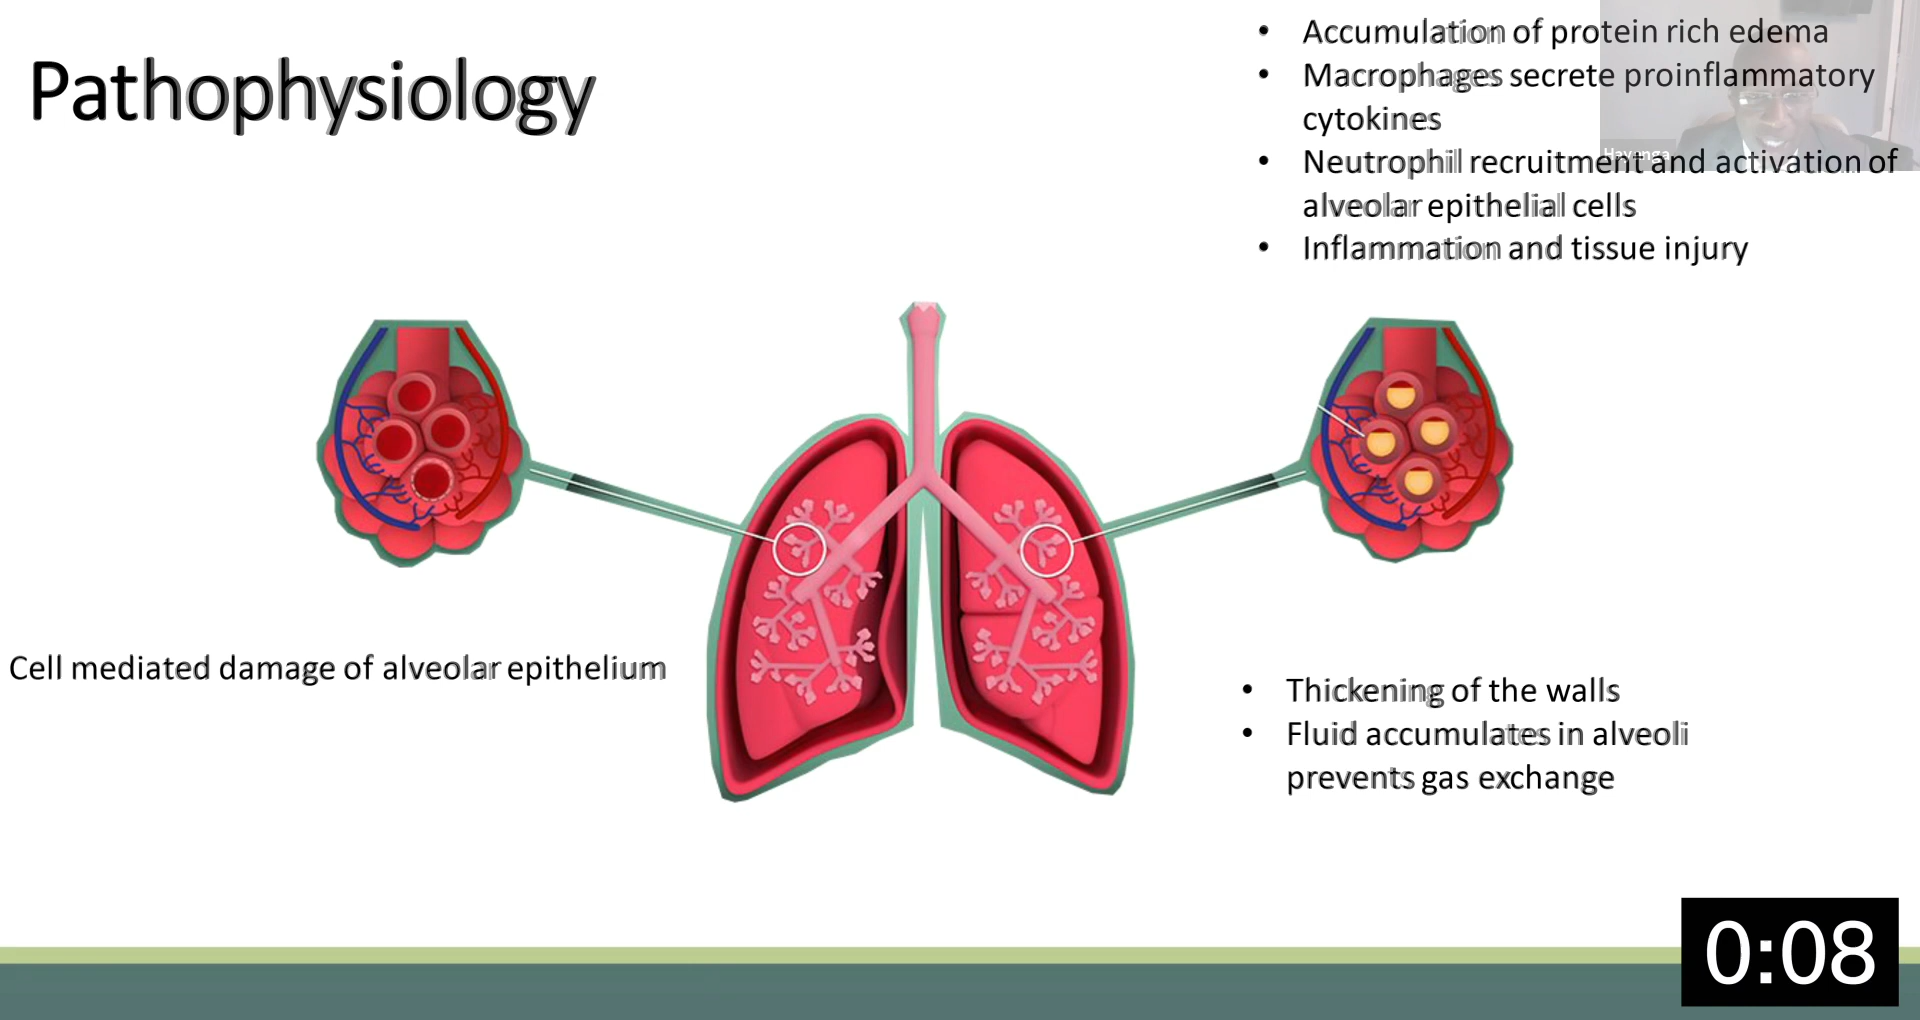 Pathophysiology
• Accumulation of protein rich edema
• Macrophages secrete proinflammatory
cytokines
• Neutrophil recruitment and activation of
alveolar epithelial cells
• Inflammation and tissue injury
Cell mediated damage of alveolar epithelium
• Thickening of the walls
• Fluid accumulates in alveoli
prevents gas exchange
0:08